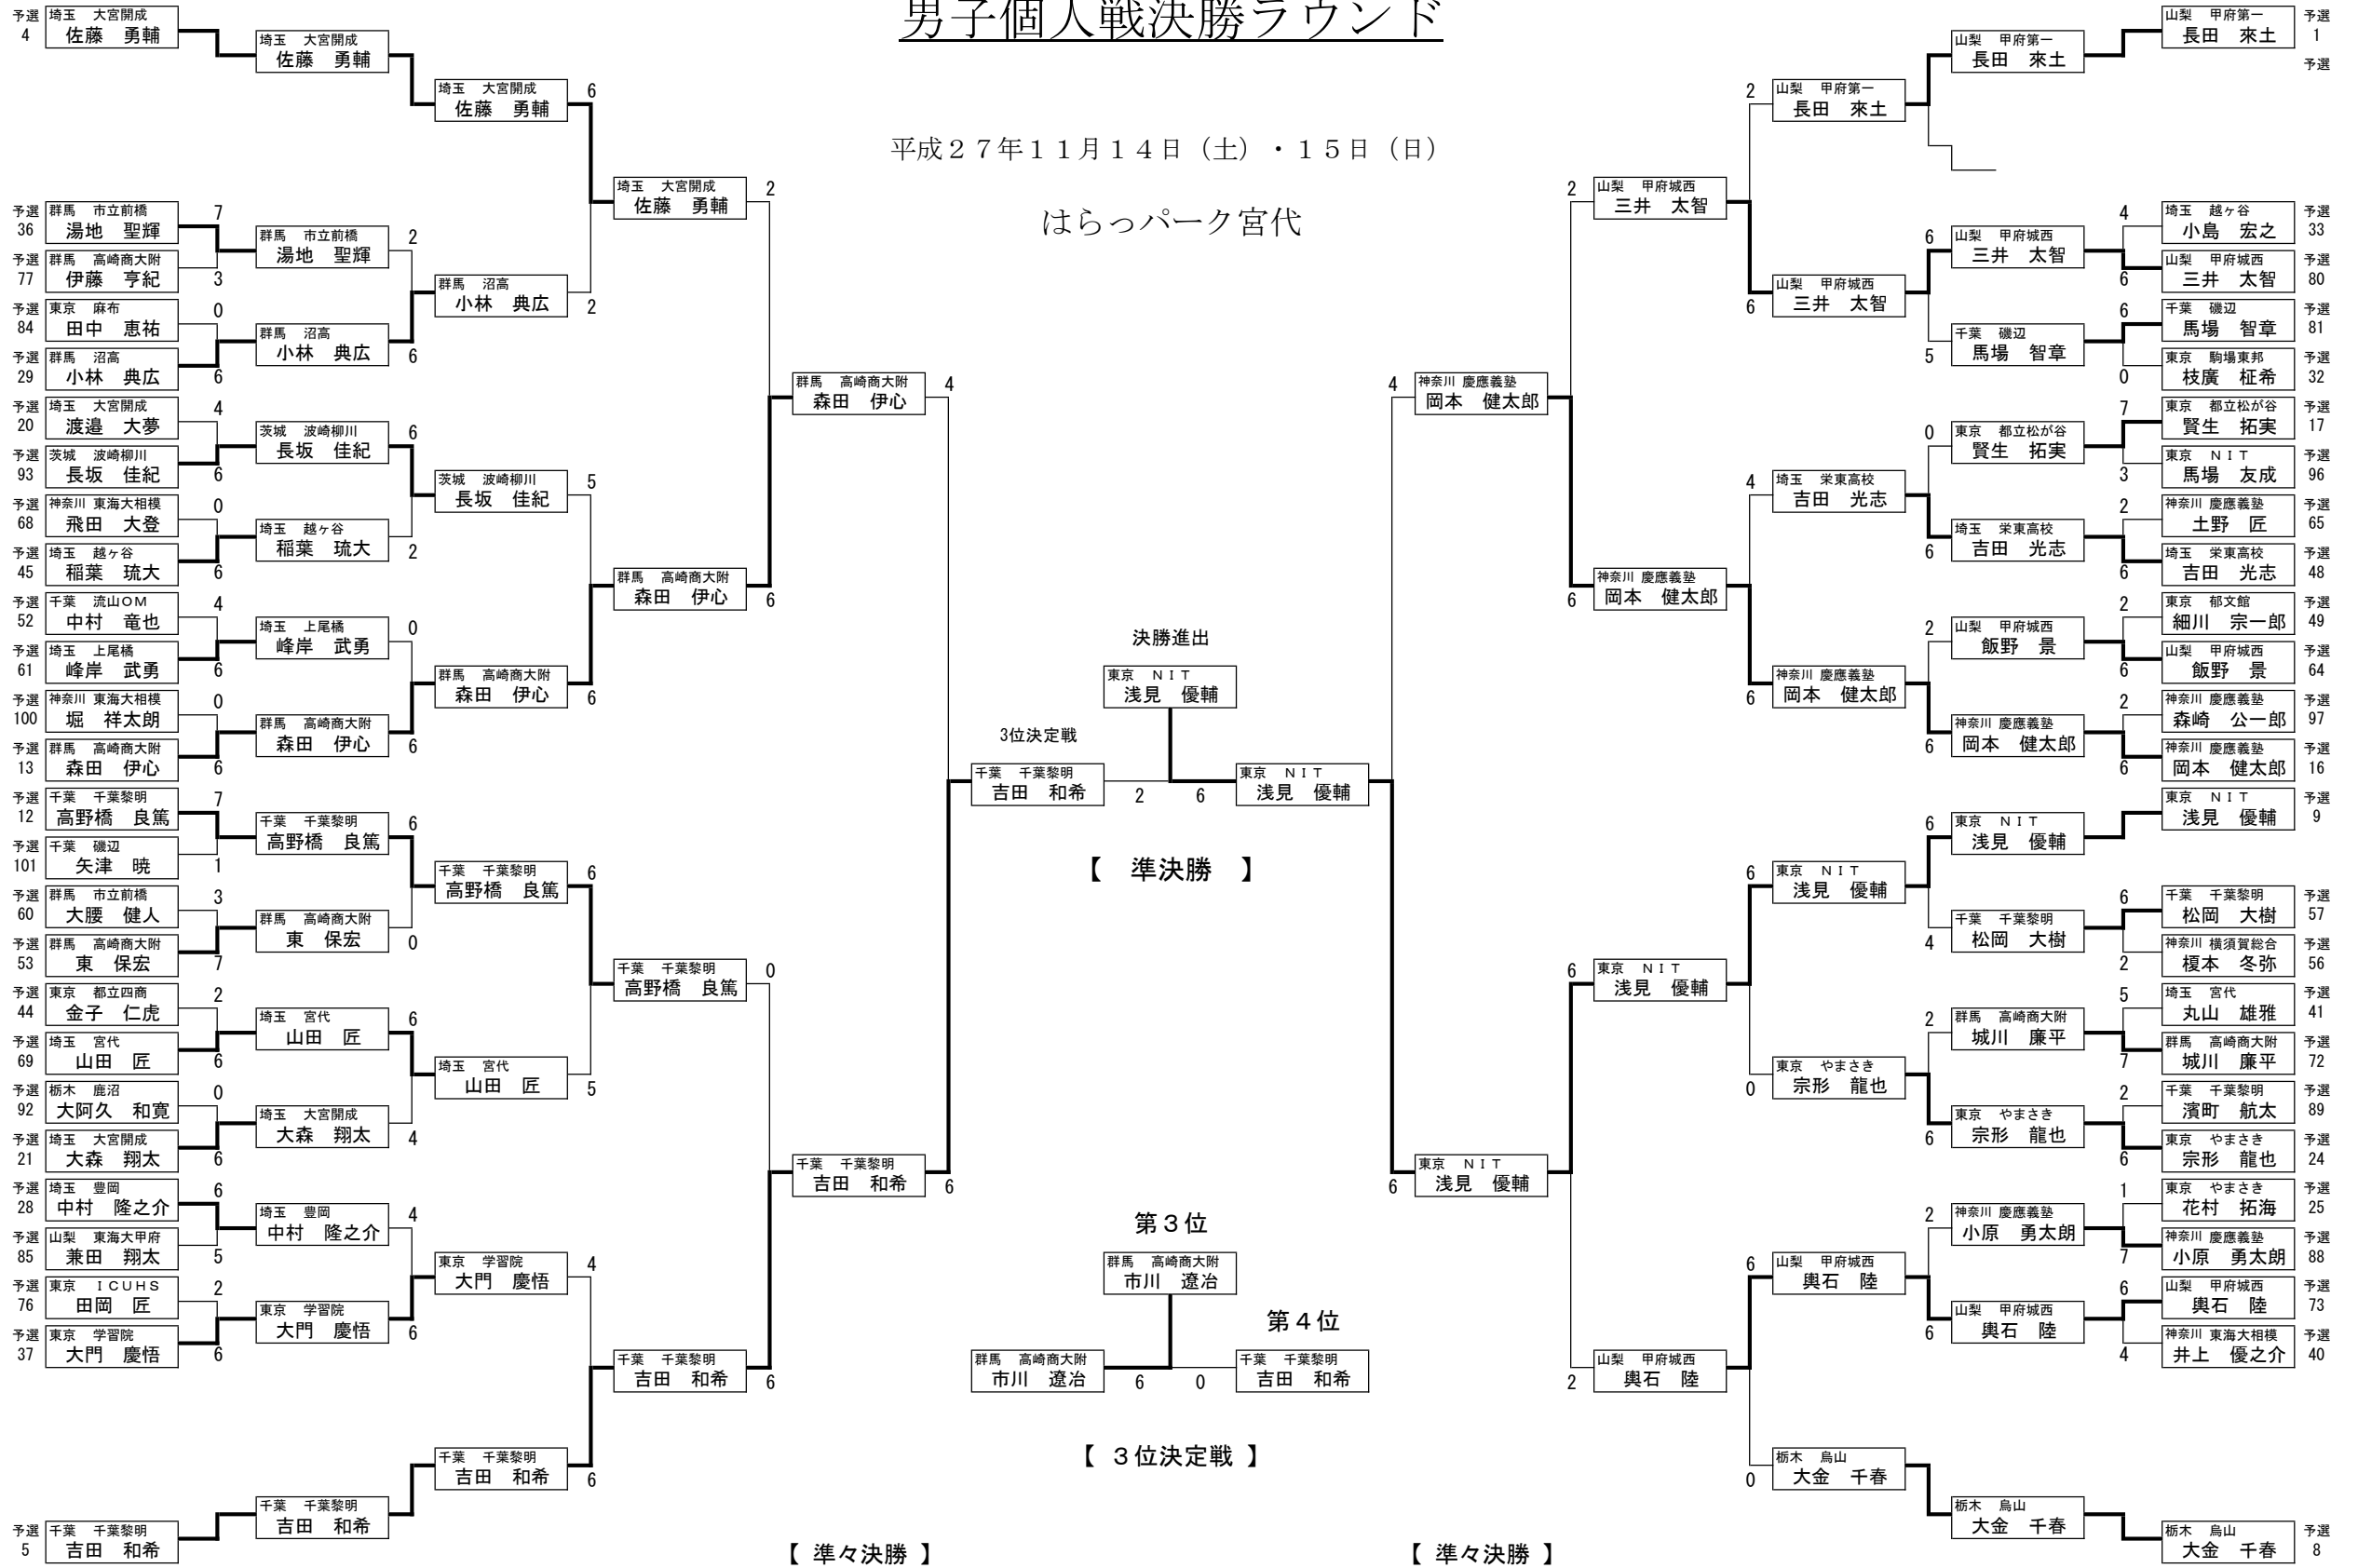 男子個人戦決勝ラウンド
平成２７年１１月１４日（土）・１５日（日）
はらっパーク宮代
予選 4 埼玉 大宮開成 佐藤 勇輔
予選 36 群馬 市立前橋 湯地 聖輝 7
予選 77 群馬 高崎商大附 伊藤 亨紀 3
予選 84 東京 麻布 田中 恵祐 0
予選 29 群馬 沼高 小林 典広 6
予選 20 埼玉 大宮開成 渡邉 大夢 4
予選 93 茨城 波崎柳川 長坂 佳紀 6
予選 68 神奈川 東海大相模 飛田 大登 0
予選 45 埼玉 越ヶ谷 稲葉 琉大 6
予選 52 千葉 流山OM 中村 竜也 4
予選 61 埼玉 上尾橘 峰岸 武勇 6
予選 100 神奈川 東海大相模 堀 祥太朗 0
予選 13 群馬 高崎商大附 森田 伊心 6
予選 12 千葉 千葉黎明 高野橋 良篤 7
予選 101 千葉 磯辺 矢津 暁 1
予選 60 群馬 市立前橋 大腰 健人 3
予選 53 群馬 高崎商大附 東 保宏 7
予選 44 東京 都立四商 金子 仁虎 2
予選 69 埼玉 宮代 山田 匠 6
予選 92 栃木 鹿沼 大阿久 和寛 0
予選 21 埼玉 大宮開成 大森 翔太 6
予選 28 埼玉 豊岡 中村 隆之介 6
予選 85 山梨 東海大甲府 兼田 翔太 5
予選 76 東京 ＩＣＵＨＳ 田岡 匠 2
予選 37 東京 学習院 大門 慶悟 6
予選 5 千葉 千葉黎明 吉田 和希
埼玉 大宮開成 佐藤 勇輔
群馬 市立前橋 湯地 聖輝 2
群馬 沼高 小林 典広 6
茨城 波崎柳川 長坂 佳紀 6
埼玉 越ヶ谷 稲葉 琉大 2
埼玉 上尾橘 峰岸 武勇 0
群馬 高崎商大附 森田 伊心 6
千葉 千葉黎明 高野橋 良篤 6
群馬 高崎商大附 東 保宏 0
埼玉 宮代 山田 匠 6
埼玉 大宮開成 大森 翔太 4
埼玉 豊岡 中村 隆之介 4
東京 学習院 大門 慶悟 6
千葉 千葉黎明 吉田 和希
埼玉 大宮開成 佐藤 勇輔 6
群馬 沼高 小林 典広 2
茨城 波崎柳川 長坂 佳紀 5
群馬 高崎商大附 森田 伊心 6
千葉 千葉黎明 高野橋 良篤 6
埼玉 宮代 山田 匠 5
東京 学習院 大門 慶悟 4
千葉 千葉黎明 吉田 和希 6
埼玉 大宮開成 佐藤 勇輔 2
群馬 高崎商大附 森田 伊心 6
千葉 千葉黎明 高野橋 良篤 0
千葉 千葉黎明 吉田 和希 6
群馬 高崎商大附 森田 伊心 4
千葉 千葉黎明 吉田 和希 6
【 準々決勝 】
決勝進出
東京 ＮＩＴ 浅見 優輔
3位決定戦
千葉 千葉黎明 吉田 和希 2
6 東京 ＮＩＴ 浅見 優輔
【 準決勝 】
第３位
群馬 高崎商大附 市川 遼治
第４位
群馬 高崎商大附 市川 遼冶 6
0 千葉 千葉黎明 吉田 和希
【 ３位決定戦 】
4 神奈川 慶應義塾 岡本 健太郎
6 東京 ＮＩＴ 浅見 優輔
【 準々決勝 】
2 山梨 甲府城西 三井 太智
6 神奈川 慶應義塾 岡本 健太郎
6 東京 ＮＩＴ 浅見 優輔
2 山梨 甲府城西 輿石 陸
2 山梨 甲府第一 長田 來土
6 山梨 甲府城西 三井 太智
4 埼玉 栄東高校 吉田 光志
6 神奈川 慶應義塾 岡本 健太郎
6 東京 ＮＩＴ 浅見 優輔
0 東京 やまさき 宗形 龍也
6 山梨 甲府城西 輿石 陸
0 栃木 烏山 大金 千春
山梨 甲府第一 長田 來土
6 山梨 甲府城西 三井 太智
5 千葉 磯辺 馬場 智章
0 東京 都立松が谷 賢生 拓実
6 埼玉 栄東高校 吉田 光志
2 山梨 甲府城西 飯野 景
6 神奈川 慶應義塾 岡本 健太郎
6 東京 ＮＩＴ 浅見 優輔
4 千葉 千葉黎明 松岡 大樹
2 群馬 高崎商大附 城川 廉平
6 東京 やまさき 宗形 龍也
2 神奈川 慶應義塾 小原 勇太朗
6 山梨 甲府城西 輿石 陸
栃木 烏山 大金 千春
山梨 甲府第一 長田 來土 予選 1
予選
4 埼玉 越ヶ谷 小島 宏之 予選 33
6 山梨 甲府城西 三井 太智 予選 80
6 千葉 磯辺 馬場 智章 予選 81
0 東京 駒場東邦 枝廣 柾希 予選 32
7 東京 都立松が谷 賢生 拓実 予選 17
3 東京 ＮＩＴ 馬場 友成 予選 96
2 神奈川 慶應義塾 土野 匠 予選 65
6 埼玉 栄東高校 吉田 光志 予選 48
2 東京 郁文館 細川 宗一郎 予選 49
6 山梨 甲府城西 飯野 景 予選 64
2 神奈川 慶應義塾 森崎 公一郎 予選 97
6 神奈川 慶應義塾 岡本 健太郎 予選 16
東京 ＮＩＴ 浅見 優輔 予選 9
6 千葉 千葉黎明 松岡 大樹 予選 57
2 神奈川 横須賀総合 榎本 冬弥 予選 56
5 埼玉 宮代 丸山 雄雅 予選 41
7 群馬 高崎商大附 城川 廉平 予選 72
2 千葉 千葉黎明 濱町 航太 予選 89
6 東京 やまさき 宗形 龍也 予選 24
1 東京 やまさき 花村 拓海 予選 25
7 神奈川 慶應義塾 小原 勇太朗 予選 88
6 山梨 甲府城西 輿石 陸 予選 73
4 神奈川 東海大相模 井上 優之介 予選 40
栃木 烏山 大金 千春 予選 8